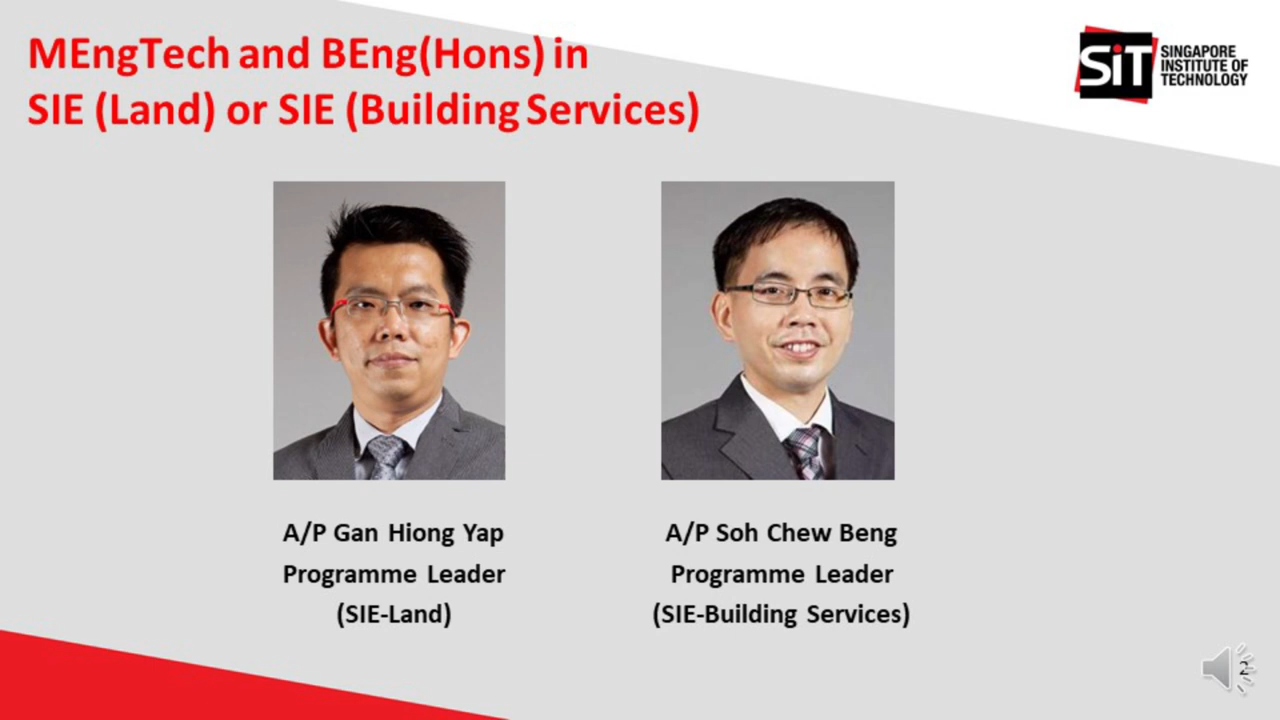 MEngTech and BEng(Hons) in
SIE (Land) or SIE (Building Services)
SiT
SINGAPORE
INSTITUTE OF
TECHNOLOGY
A/P Gan Hiong Yap
Programme Leader
(SIE-Land)
A/P Soh Chew Beng
Programme Leader
(SIE-Building Services)
2